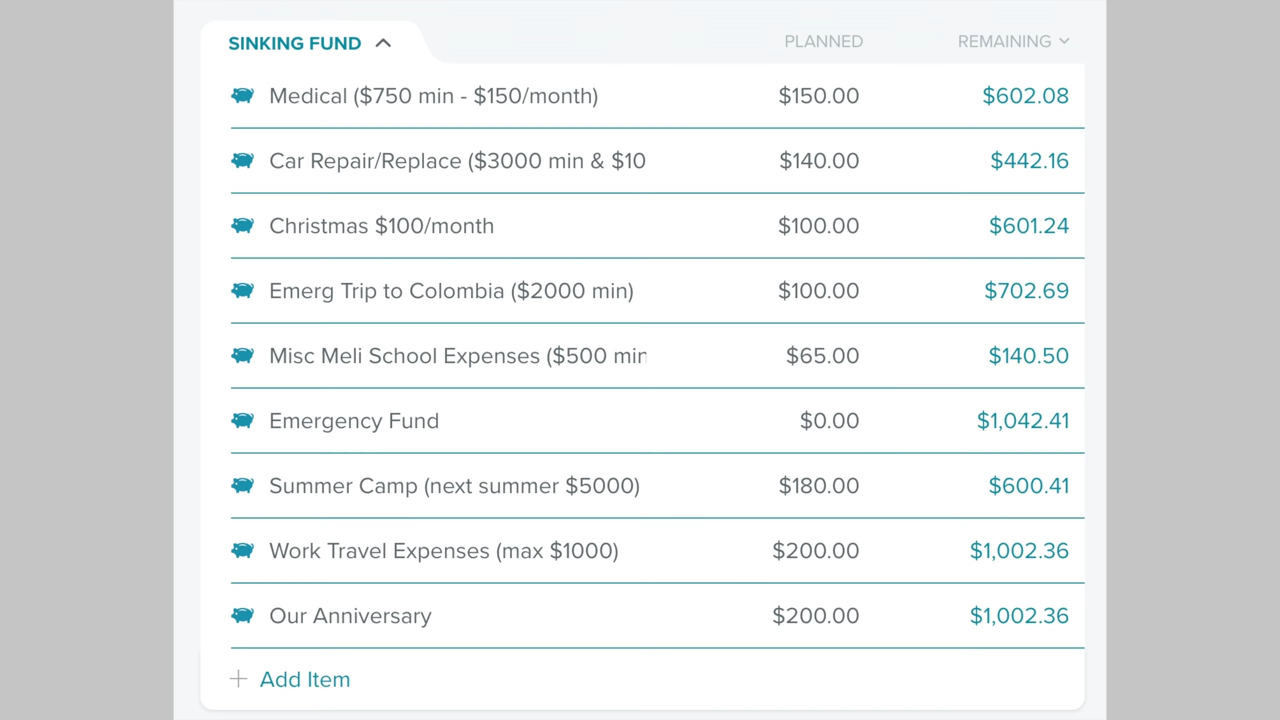 SINKING FUND PLANNED REMAINING
Medical ($750 min - $150/month) $150.00 $602.08
Car Repair/Replace ($3000 min & $10 $140.00 $442.16
Christmas $100/month $100.00 $601.24
Emerg Trip to Colombia ($2000 min) $100.00 $702.69
Misc Meli School Expenses ($500 min $65.00 $140.50
Emergency Fund $0.00 $1,042.41
Summer Camp (next summer $5000) $180.00 $600.41
Work Travel Expenses (max $1000) $200.00 $1,002.36
Our Anniversary $200.00 $1,002.36
Add Item